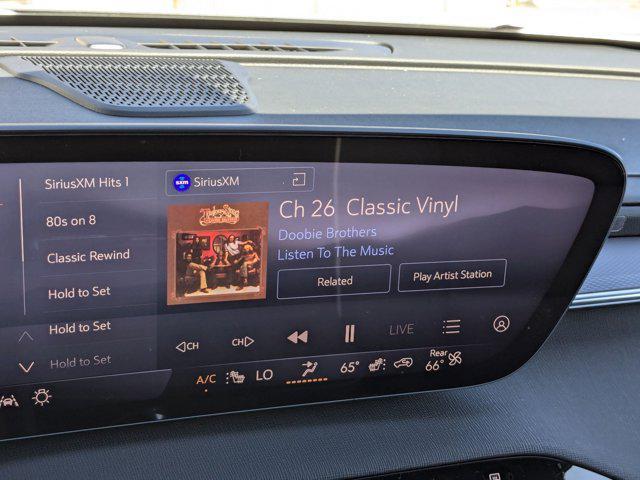 SiriusXM Hits 1
80s on 8
Classic Rewind
Hold to Set
Hold to Set
Hold to Set
sxm SiriusXM
Ch 26 Classic Vinyl
Doobie Brothers
Listen To The Music
Related
Play Artist Station
CH
CH
LIVE
A/C
LO
65°
Rear
66°